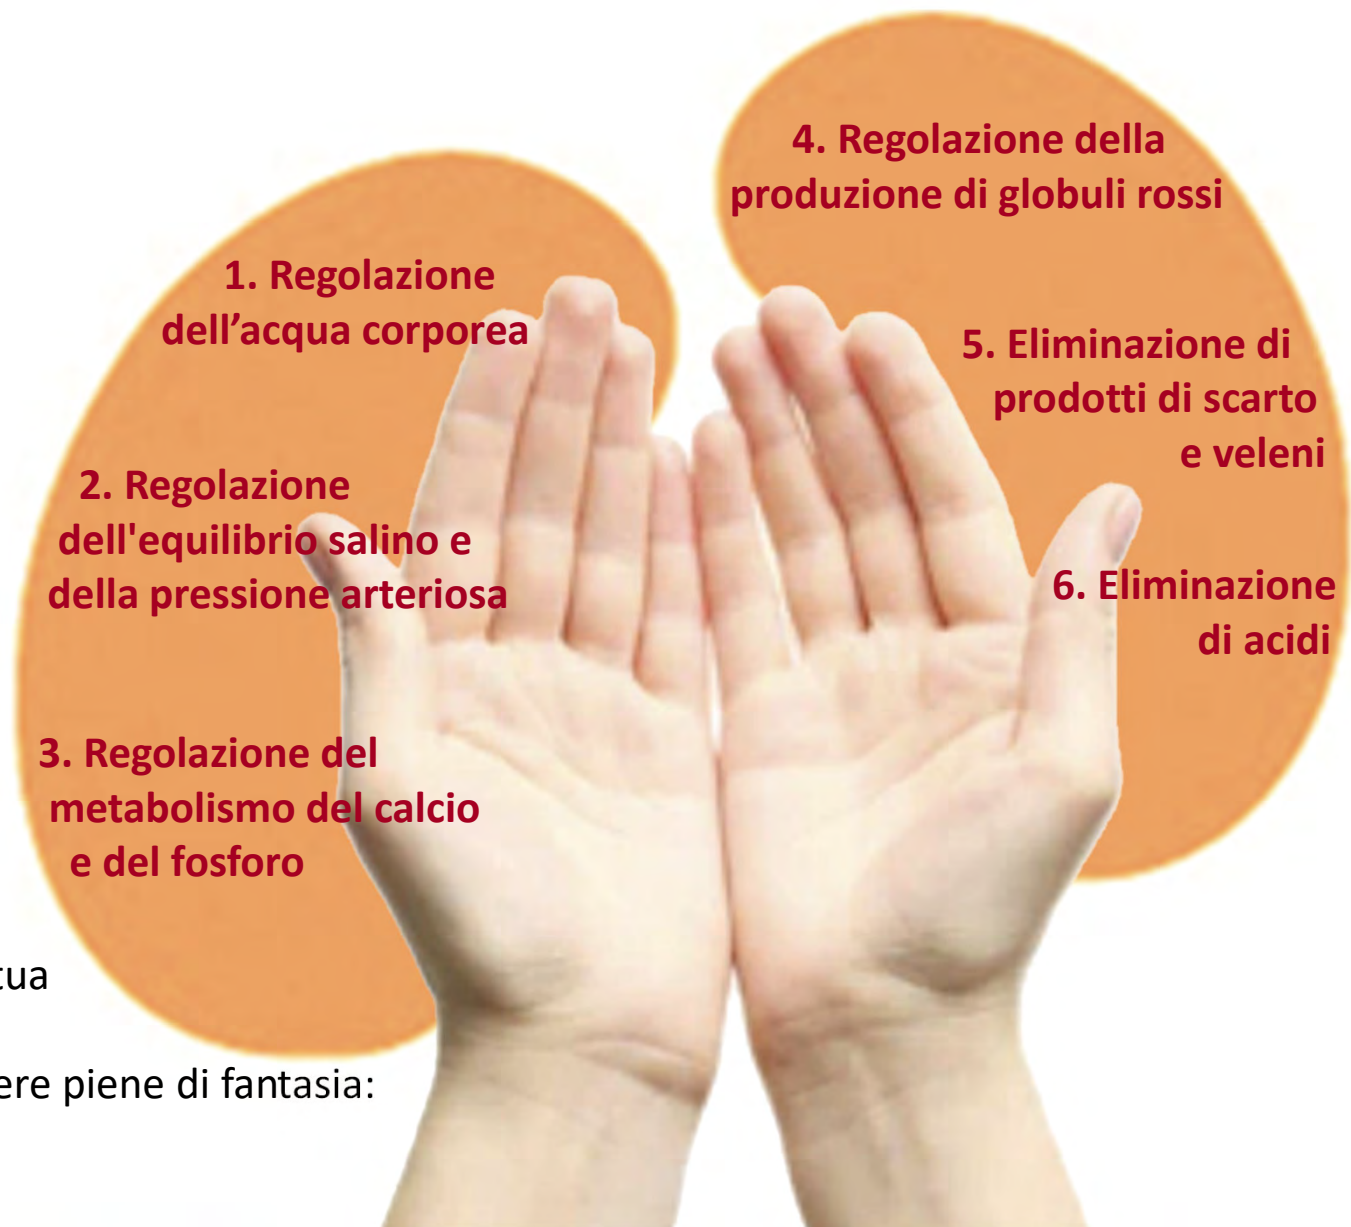 1. Regolazione
dell’acqua corporea
2. Regolazione
dell'equilibrio salino e
della pressione arteriosa
3. Regolazione del
metabolismo del calcio
e del fosforo
4. Regolazione della
produzione di globuli rossi
5. Eliminazione di
prodotti di scarto
e veleni
6. Eliminazione
di acidi
tua
ere piene di fantasia: